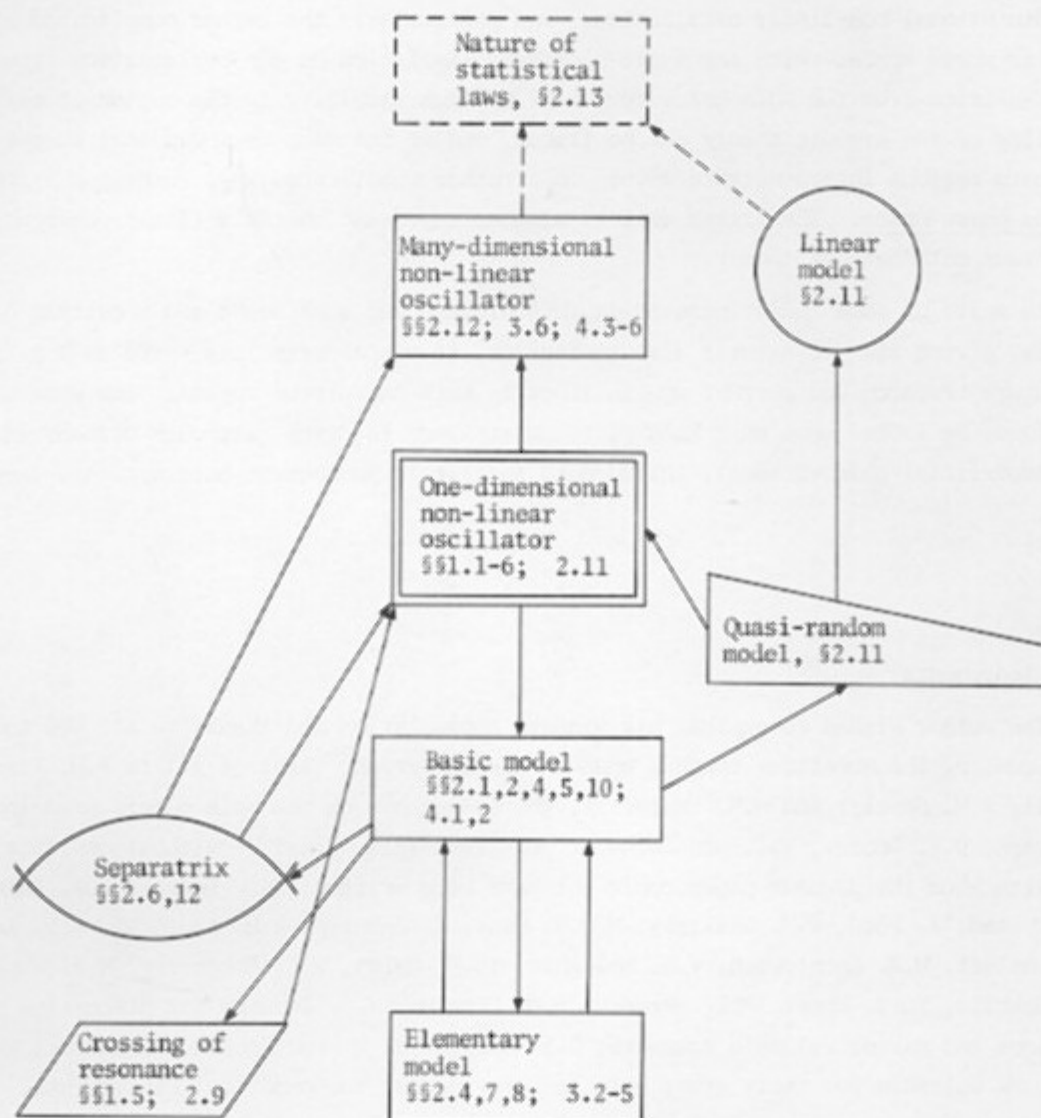 Nature of
statistical
laws, §2.13
Many-dimensional
non-linear
oscillator
§§2.12; 3.6; 4.3-6
Linear
model
§2.11
One-dimensional
non-linear
oscillator
§§1.1-6; 2.11
Quasi-random
model, §2.11
Basic model
§§2.1,2,4,5,10;
4.1,2
Separatrix
§§2.6,12
Crossing of
resonance
§§1.5; 2.9
Elementary
model
§§2.4,7,8; 3.2-5